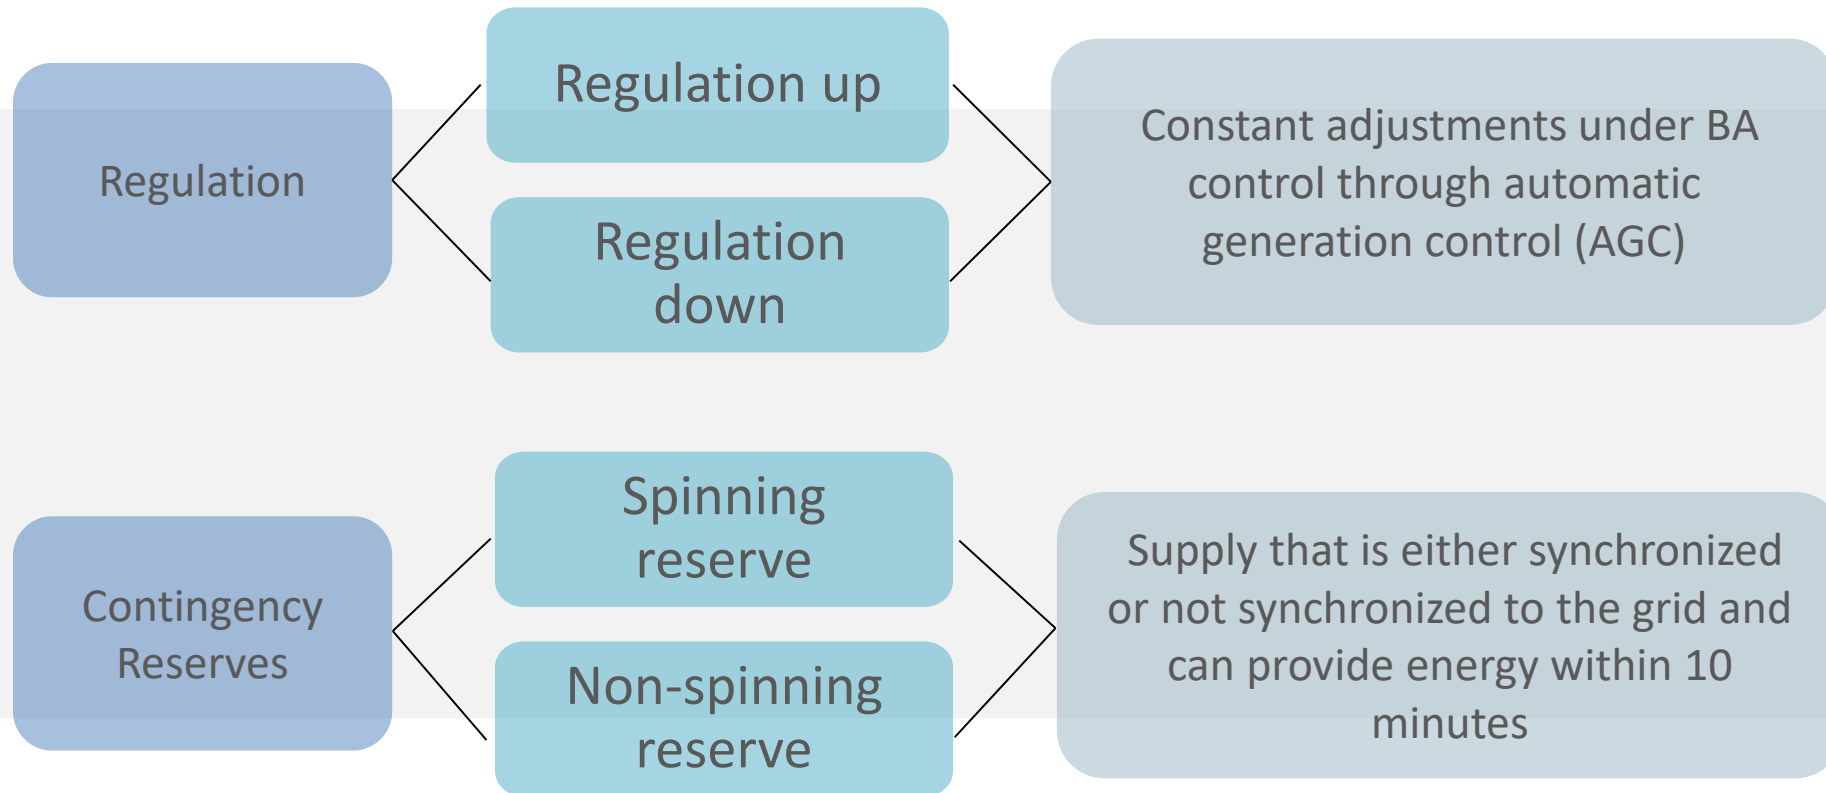 Regulation
Regulation up
Regulation
down
Constant adjustments under BA
control through automatic
generation control (AGC)
Contingency
Reserves
Spinning
reserve
Non-spinning
reserve
Supply that is either synchronized
or not synchronized to the grid and
can provide energy within 10
minutes